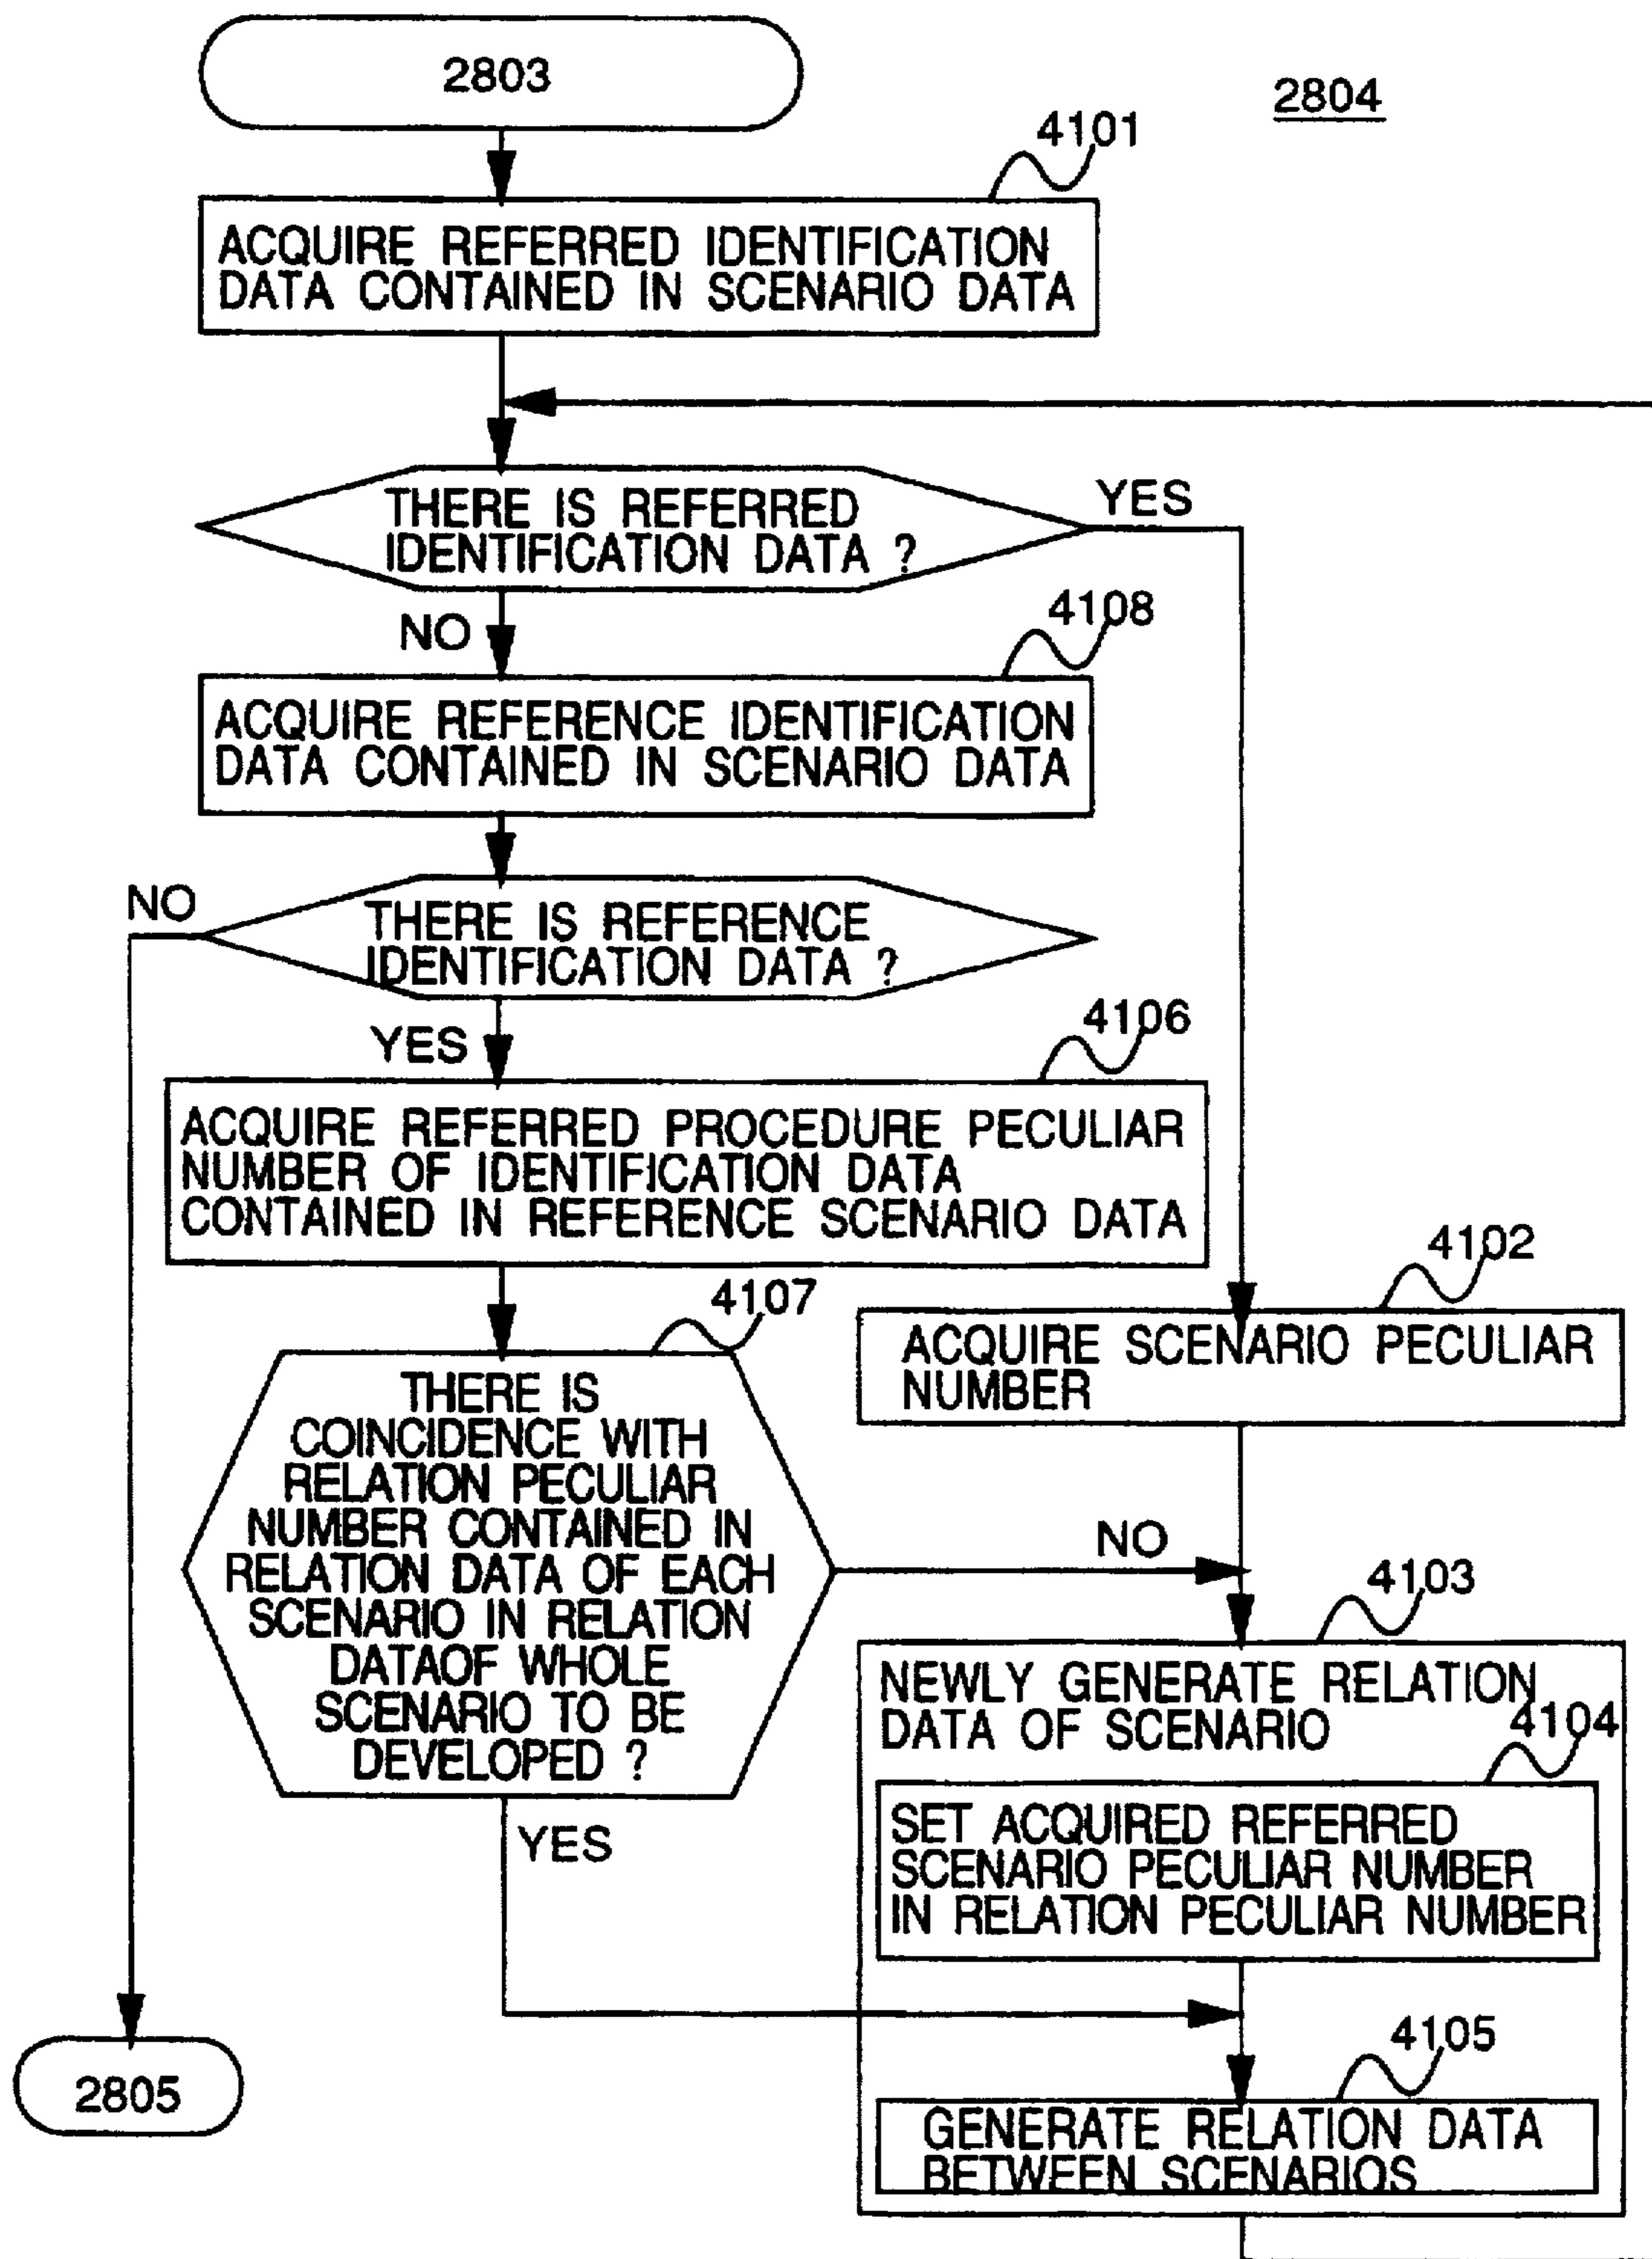 2803
2804
4101
ACQUIRE REFERRED IDENTIFICATION
DATA CONTAINED IN SCENARIO DATA
THERE IS REFERRED
IDENTIFICATION DATA ?
YES
NO
4108
ACQUIRE REFERENCE IDENTIFICATION
DATA CONTAINED IN SCENARIO DATA
NO
THERE IS REFERENCE
IDENTIFICATION DATA ?
YES
4106
ACQUIRE REFERRED PROCEDURE PECULIAR
NUMBER OF IDENTIFICATION DATA
CONTAINED IN REFERENCE SCENARIO DATA
4102
ACQUIRE SCENARIO PECULIAR
NUMBER
4107
THERE IS
COINCIDENCE WITH
RELATION PECULIAR
NUMBER CONTAINED IN
RELATION DATA OF EACH
SCENARIO IN RELATION
DATAOF WHOLE
SCENARIO TO BE
DEVELOPED ?
NO
YES
4103
NEWLY GENERATE RELATION
DATA OF SCENARIO
4104
SET ACQUIRED REFERRED
SCENARIO PECULIAR NUMBER
IN RELATION PECULIAR NUMBER
4105
GENERATE RELATION DATA
BETWEEN SCENARIOS
2805